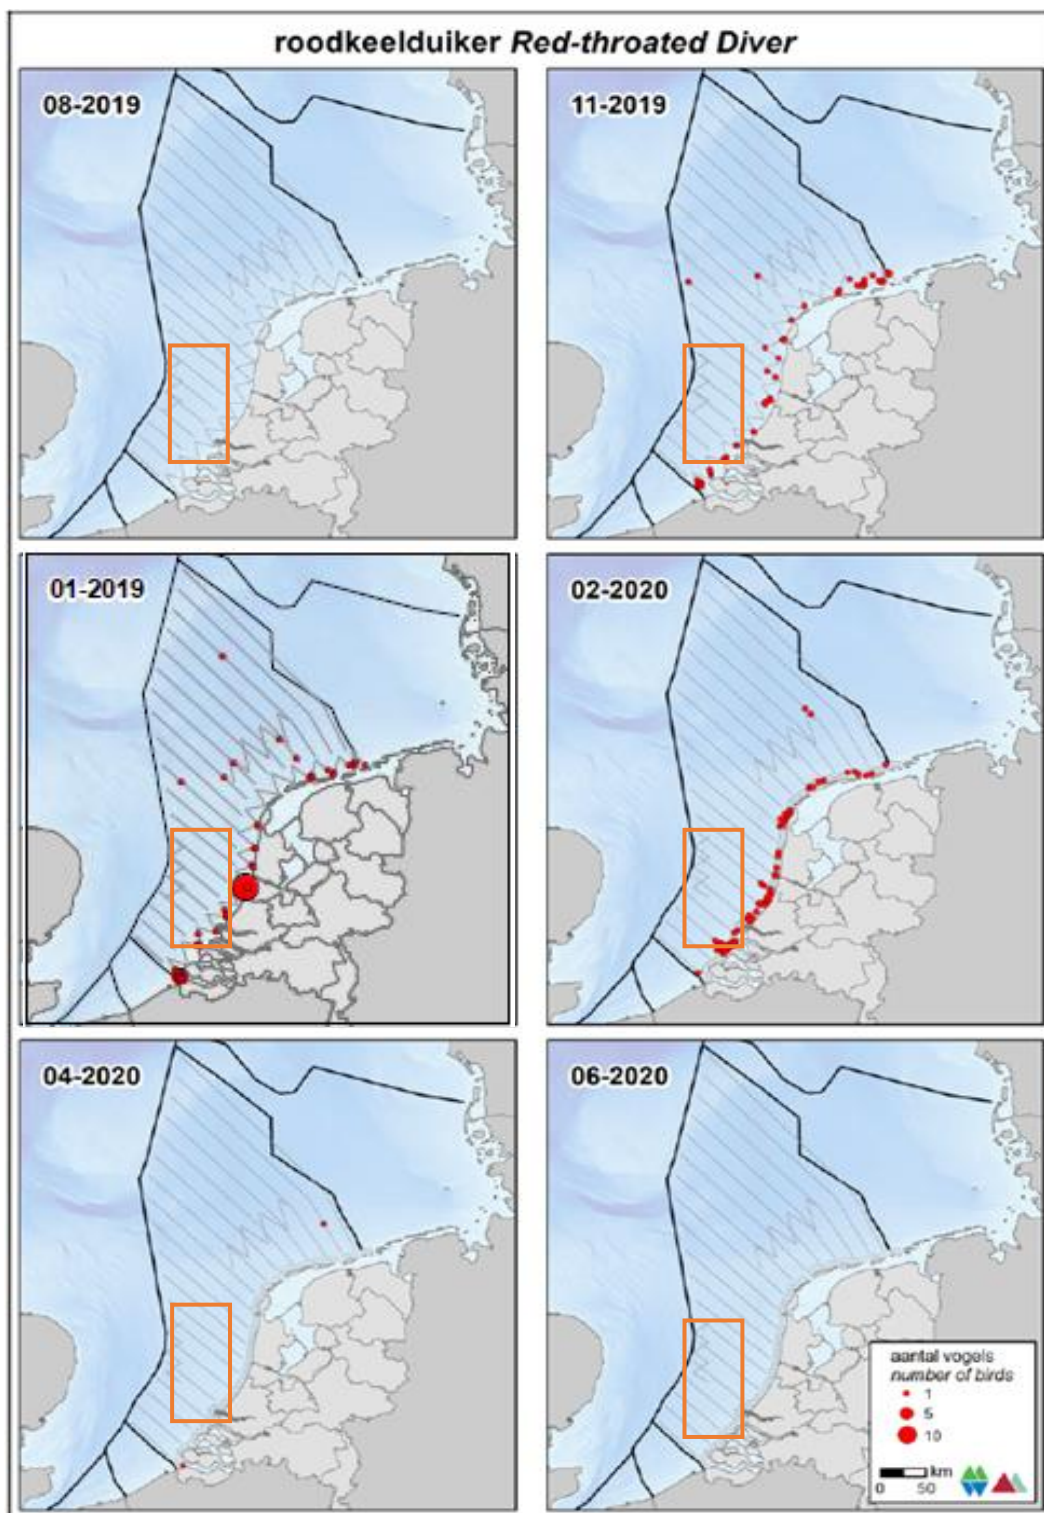 roodkeelduiker Red-throated Diver
08-2019
11-2019
01-2019
02-2020
04-2020
06-2020
aantal vogels
number of birds
1
5
10
km
0 50